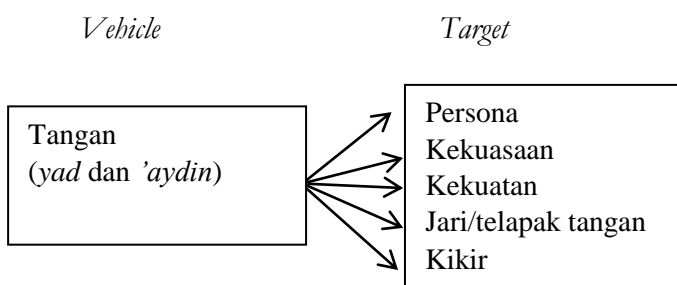 Vehicle
Target
Tangan
(yad dan 'aydin)
Persona
Kekuasaan
Kekuatan
Jari/telapak tangan
Kikir